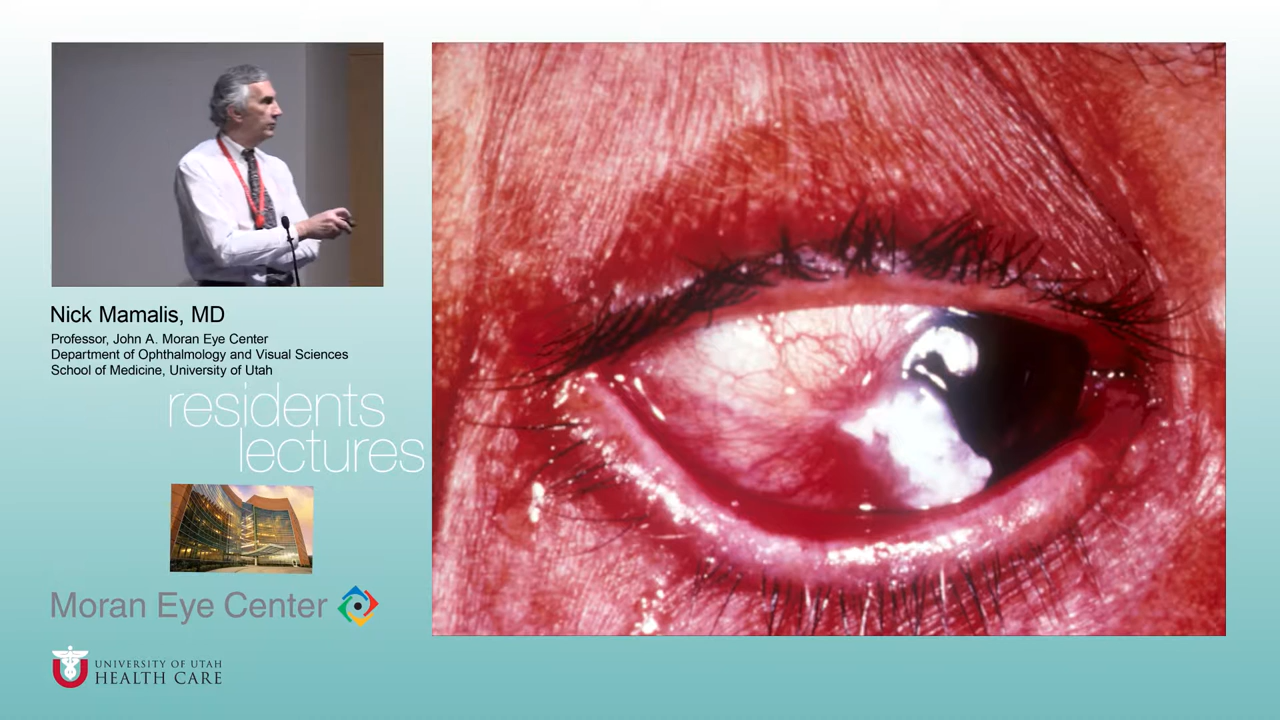 Nick Mamalis, MD
Professor, John A. Moran Eye Center
Department of Ophthalmology and Visual Sciences
School of Medicine, University of Utah
residents
lectures
Moran Eye Center
UNIVERSITY OF UTAH
HEALTH CARE